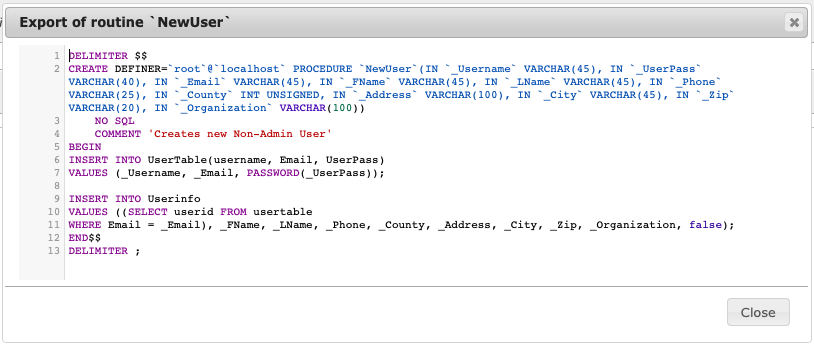 Export of routine `NewUser`
1 DELIMITER $$
2 CREATE DEFINER=`root`@`localhost` PROCEDURE `NewUser`(IN `_Username` VARCHAR(45), IN `_UserPass`
VARCHAR(40), IN `_Email` VARCHAR(45), IN `_FName` VARCHAR(45), IN `_LName` VARCHAR(45), IN `_Phone`
VARCHAR(25), IN `_County` INT UNSIGNED, IN `_Address` VARCHAR(100), IN `_City` VARCHAR(45), IN `_Zip`
VARCHAR(20), IN `_Organization` VARCHAR(100))
3     NO SQL
4     COMMENT 'Creates new Non-Admin User'
5 BEGIN
6 INSERT INTO UserTable(username, Email, UserPass)
7 VALUES (_Username, _Email, PASSWORD(_UserPass));
8
9 INSERT INTO Userinfo
10 VALUES ((SELECT userid FROM usertable
11 WHERE Email = _Email), _FName, _LName, _Phone, _County, _Address, _City, _Zip, _Organization, false);
12 END$$
13 DELIMITER ;
Close